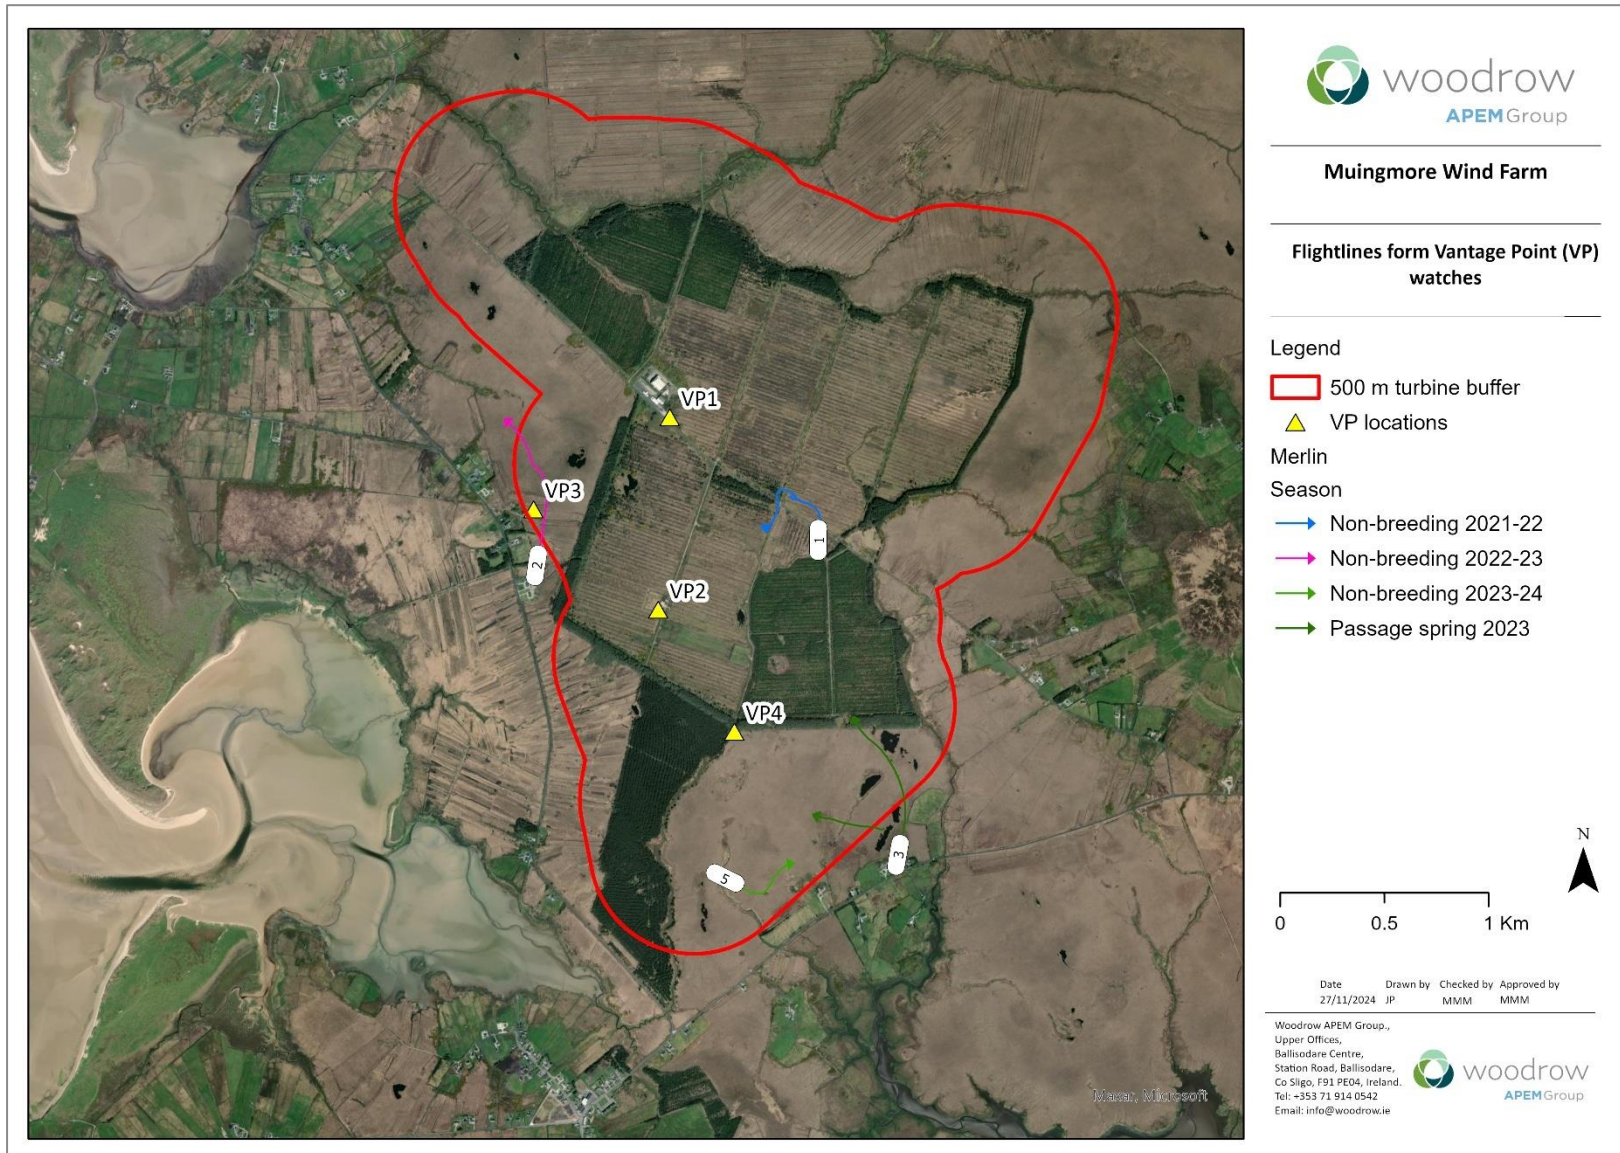 woodrow
APEMGroup
Muingmore Wind Farm
Flightlines form Vantage Point (VP)
watches
Legend
500 m turbine buffer
VP locations
Merlin
Season
Non-breeding 2021-22
Non-breeding 2022-23
Non-breeding 2023-24
Passage spring 2023
VP1
VP3
VP2
VP4
1
2
3
5
N
0 0.5 1 Km
Date Drawn by Checked by Approved by
27/11/2024 JP MMM MMM
Woodrow APEM Group.,
Upper Offices,
Ballisodare Centre,
Station Road, Ballisodare,
Co Sligo, F91 PE04, Ireland.
Tel: +353 71 914 0542
Email: info@woodrow.ie
woodrow
APEMGroup
Maxar, Microsoft